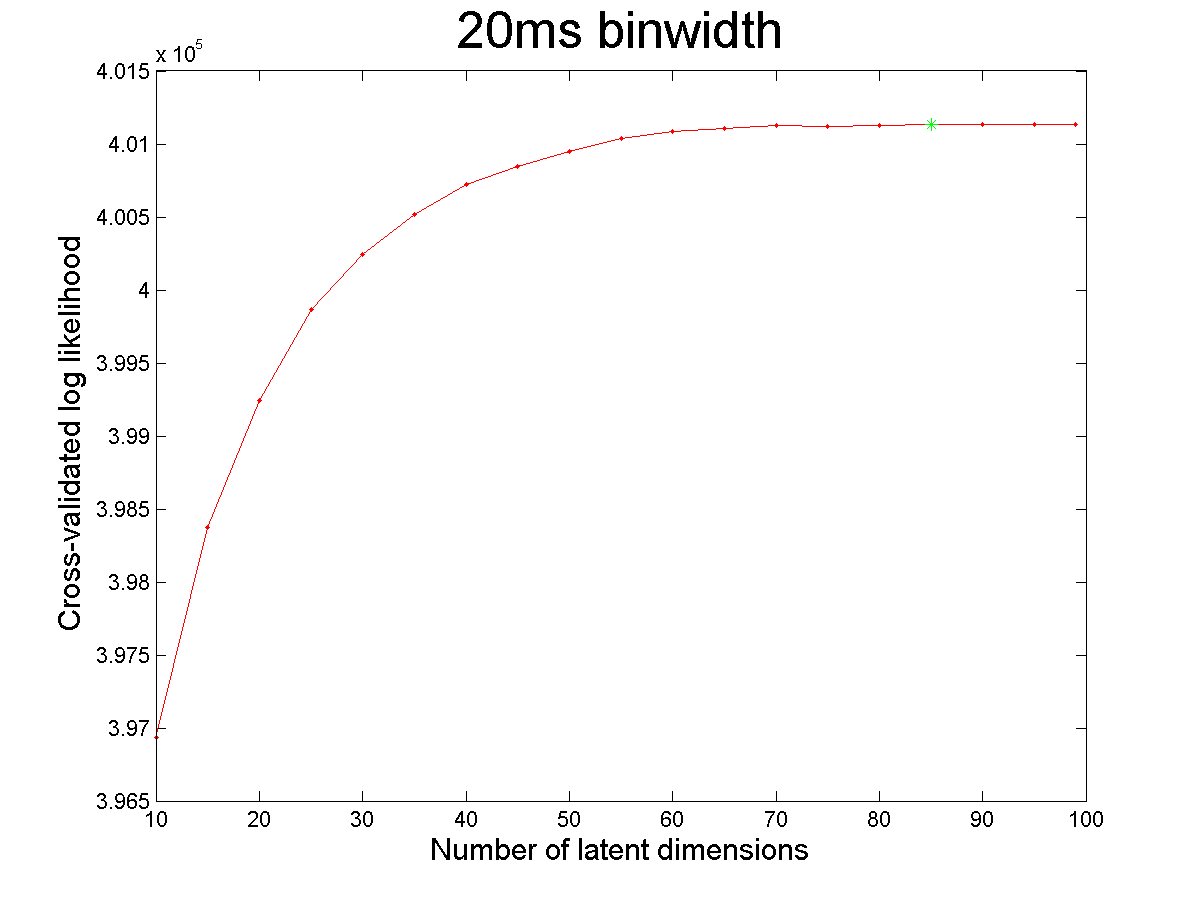 20ms binwidth
x 10^5
4.015
4.01
4.005
4
3.995
3.99
3.985
3.98
3.975
3.97
3.965
Cross-validated log likelihood
10 20 30 40 50 60 70 80 90 100
Number of latent dimensions